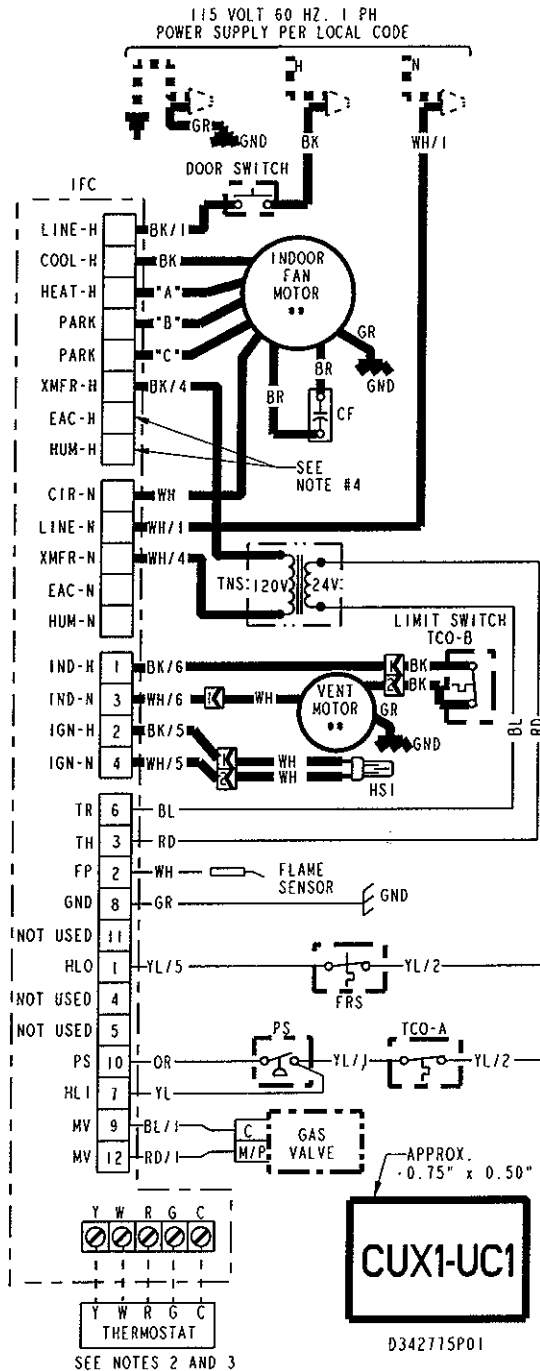 115 VOLT 60 HZ. 1 PH
POWER SUPPLY PER LOCAL CODE
H
N
GR
GND
BK
WH/1
DOOR SWITCH
IFC
LINE-H BK/1
COOL-H BK
HEAT-H "A"
PARK "B"
PARK "C"
XMFR-H BK/4
EAC-H
HUM-H
INDOOR
FAN
MOTOR
**
GR
GND
BR
BR
CF
SEE
NOTE #4
CIR-N WH
LINE-N WH/1
XMFR-N WH/4
EAC-N
HUM-N
TNS 120V 24V
LIMIT SWITCH
TCO-B
IND-H 1 BK/6 1 BK
2 BK
IND-N 3 WH/6 1 WH
IGN-H 2 BK/5 1 WH
IGN-N 4 WH/5 2 WH
VENT
MOTOR
**
GR
GND
HSI
BL
RD
TR 6 BL
TH 3 RD
FP 2 WH FLAME
SENSOR
GND 8 GR GND
NOT USED 11
HLO 1 YL/5 YL/2
FRS
NOT USED 4
NOT USED 5
PS TCO-A
PS 10 OR YL/1 YL/2
HLI 7 YL
MV 9 BL/1 C
MV 12 RD/1 M/P
GAS
VALVE
APPROX.
0.75" x 0.50"
CUX1-UC1
D342775P01
Y W R G C
Y W R G C
THERMOSTAT
SEE NOTES 2 AND 3